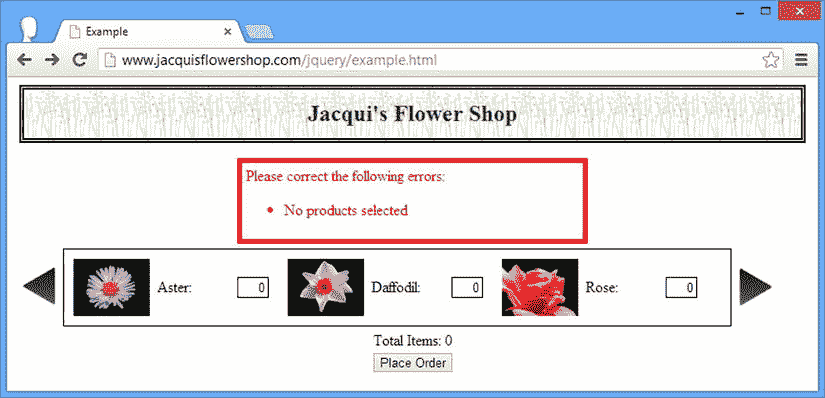 Example
www.jacquisflowershop.com/jquery/example.html
Jacqui's Flower Shop
Please correct the following errors:
• No products selected
Aster: 0 Daffodil: 0 Rose: 0
Total Items: 0
Place Order